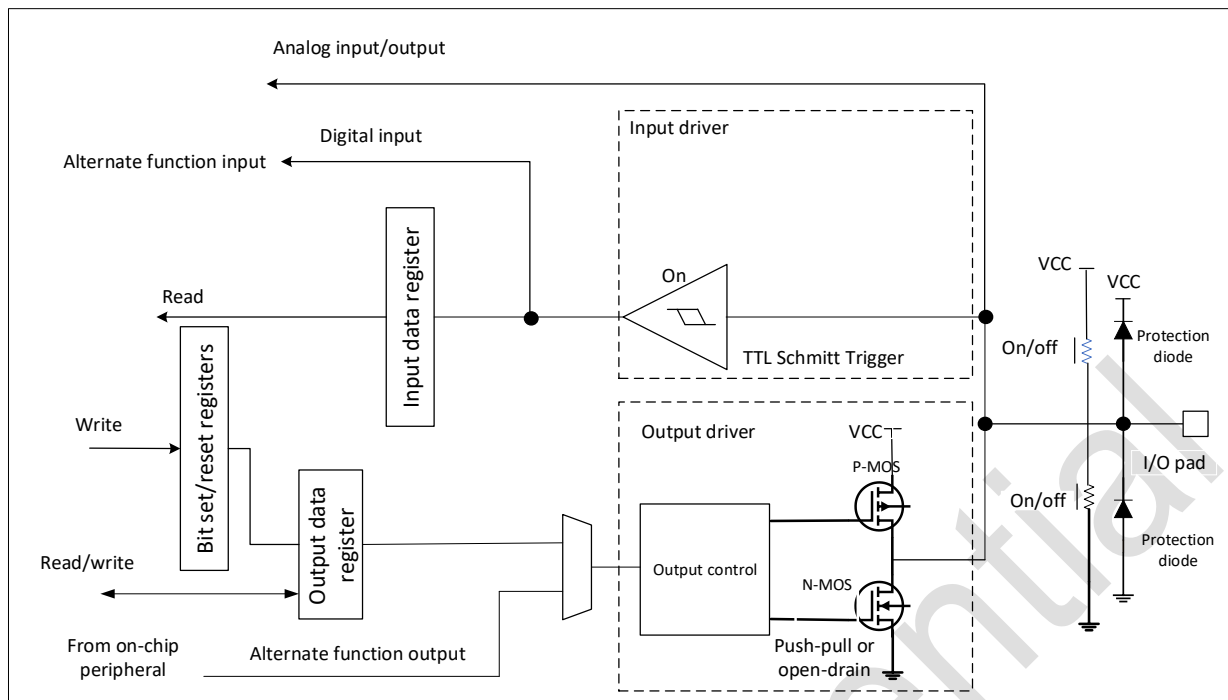 Analog input/output
Input driver
Digital input
Alternate function input
Input data register
On
VCC
VCC
Read
TTL Schmitt Trigger
On/off
Protection
diode
Bit set/reset registers
Write
Output driver
VCC
P-MOS
I/O pad
On/off
Output data
register
Read/write
Output control
Protection
diode
N-MOS
From on-chip
peripheral
Alternate function output
Push-pull or
open-drain
ential